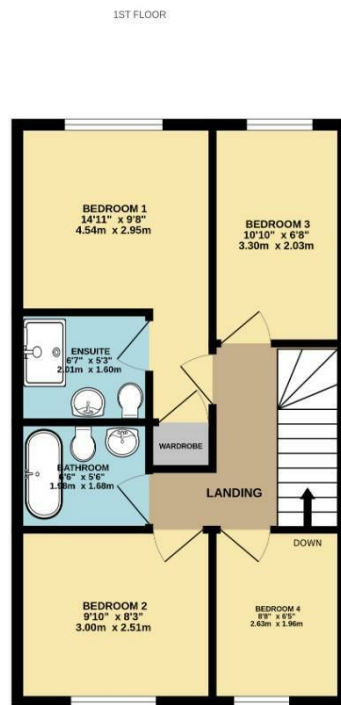 1ST FLOOR
BEDROOM 1
14'11" x 9'8"
4.54m x 2.95m
BEDROOM 3
10'10" x 6'8"
3.30m x 2.03m
ENSUITE
6'7" x 5'3"
2.01m x 1.60m
WARDROBE
BATHROOM
6'6" x 5'6"
1.98m x 1.68m
LANDING
DOWN
BEDROOM 2
9'10" x 8'3"
3.00m x 2.51m
BEDROOM 4
8'8" x 6'5"
2.63m x 1.96m